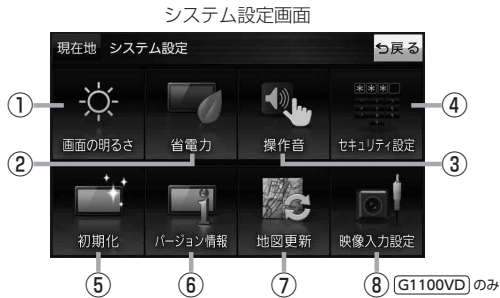 システム設定画面
現在地 システム設定 戻る
① ④
画面の明るさ 省電力 操作音 セキュリティ設定
***
② ③
初期化 バージョン情報 地図更新 映像入力設定
⑤ ⑥ ⑦ ⑧ G1100VD のみ